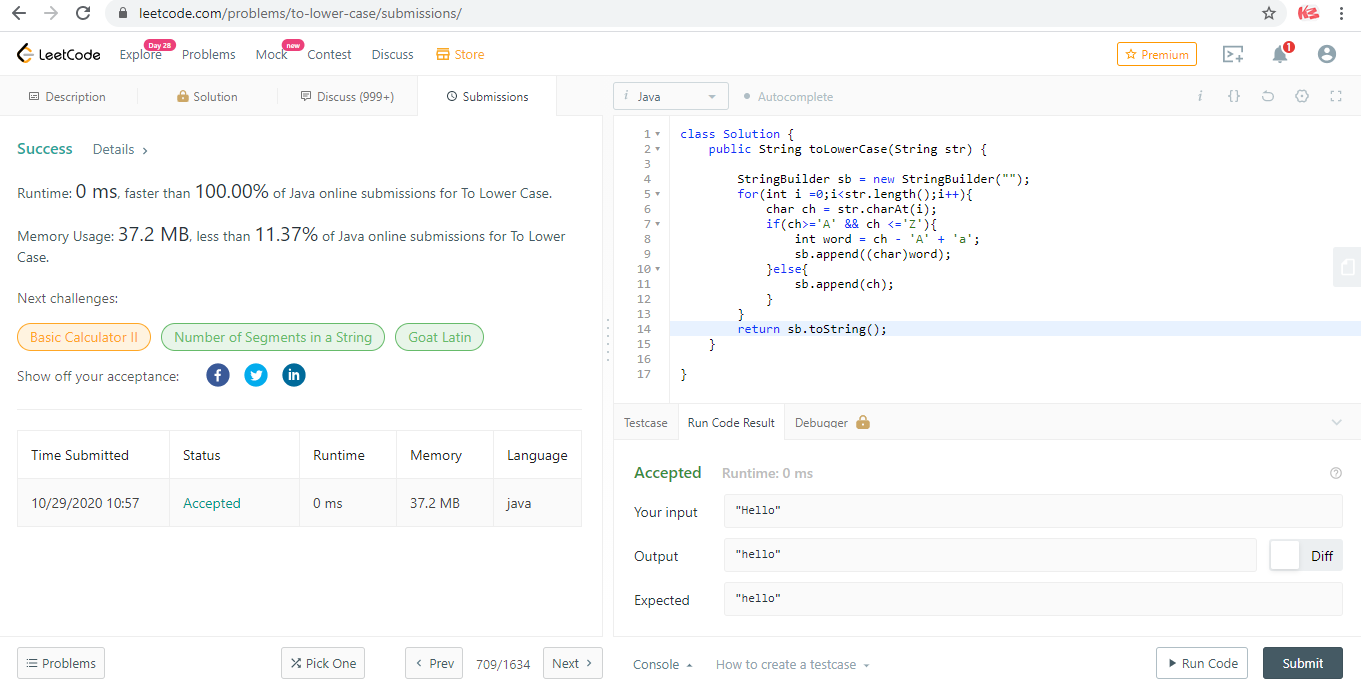 leetcode.com/problems/to-lower-case/submissions/
LeetCode Explore Day 28 Problems Mock new Contest Discuss Store Premium 1
Description Solution Discuss (999+) Submissions
Success Details >
Runtime: 0 ms, faster than 100.00% of Java online submissions for To Lower Case.
Memory Usage: 37.2 MB, less than 11.37% of Java online submissions for To Lower
Case.
Next challenges:
Basic Calculator II Number of Segments in a String Goat Latin
Show off your acceptance:
Time Submitted Status Runtime Memory Language
10/29/2020 10:57 Accepted 0 ms 37.2 MB java
i Java Autocomplete i {}
1 class Solution {
2 public String toLowerCase(String str) {
3
4 StringBuilder sb = new StringBuilder("");
5 for(int i =0;i<str.length();i++){
6 char ch = str.charAt(i);
7 if(ch>='A' && ch <='Z'){
8 int word = ch - 'A' + 'a';
9 sb.append((char)word);
10 }else{
11 sb.append(ch);
12 }
13 }
14 return sb.toString();
15 }
16
17 }
Testcase Run Code Result Debugger
Accepted Runtime: 0 ms
Your input "Hello"
Output "hello" Diff
Expected "hello"
Problems Pick One < Prev 709/1634 Next > Console How to create a testcase Run Code Submit